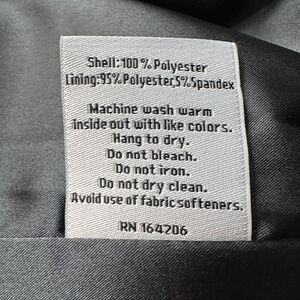 Shell:100% Polyester
Lining:95%Polyester,5%Spandex
Machine wash warm
Inside out with like colors.
Hang to dry.
Do not bleach.
Do not iron.
Do not dry clean.
Avoid use of fabric softeners.
RN 164206